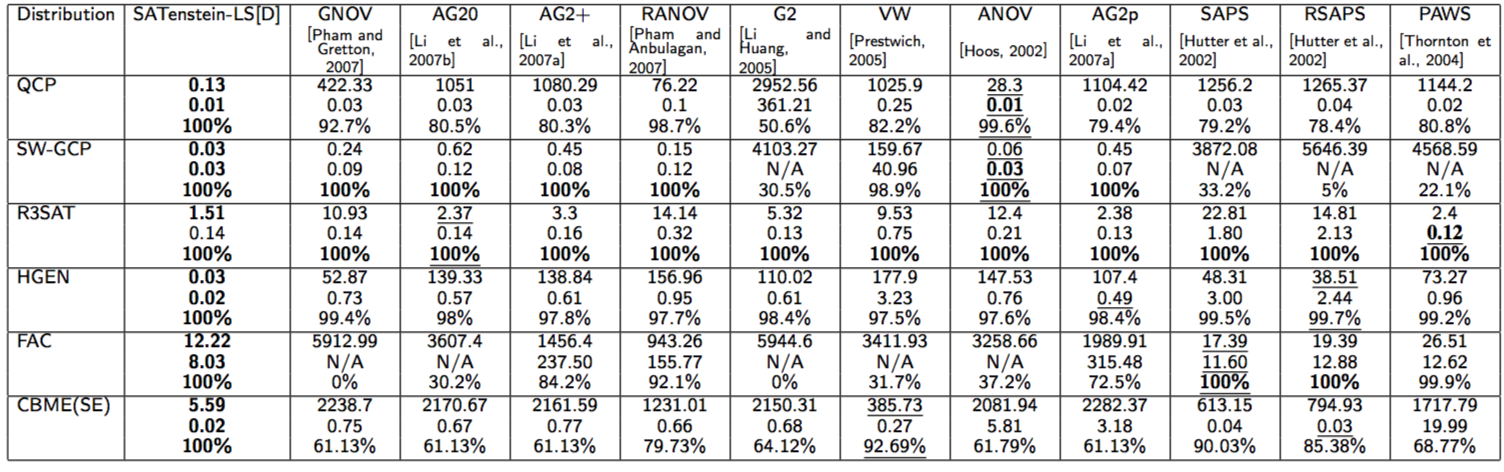 Distribution SATenstein-LS[D] GNOV AG20 AG2+ RANOV G2 VW ANOV AG2p SAPS RSAPS PAWS
[Pham and Gretton, 2007] [Li et al., 2007b] [Li et al., 2007a] [Pham and Anbulagan, 2007] [Li and Huang, 2005] [Prestwich, 2005] [Hoos, 2002] [Li et al., 2007a] [Hutter et al., 2002] [Hutter et al., 2002] [Thornton et al., 2004]
QCP 0.13 422.33 1051 1080.29 76.22 2952.56 1025.9 28.3 1104.42 1256.2 1265.37 1144.2
0.01 0.03 0.03 0.03 0.1 361.21 0.25 0.01 0.02 0.03 0.04 0.02
100% 92.7% 80.5% 80.3% 98.7% 50.6% 82.2% 99.6% 79.4% 79.2% 78.4% 80.8%
SW-GCP 0.03 0.24 0.62 0.45 0.15 4103.27 159.67 0.06 0.45 3872.08 5646.39 4568.59
0.03 0.09 0.12 0.08 0.12 N/A 40.96 0.03 0.07 N/A N/A N/A
100% 100% 100% 100% 100% 30.5% 98.9% 100% 100% 33.2% 5% 22.1%
R3SAT 1.51 10.93 2.37 3.3 14.14 5.32 9.53 12.4 2.38 22.81 14.81 2.4
0.14 0.14 0.14 0.16 0.32 0.13 0.75 0.21 0.13 1.80 2.13 0.12
100% 100% 100% 100% 100% 100% 100% 100% 100% 100% 100% 100%
HGEN 0.03 52.87 139.33 138.84 156.96 110.02 177.9 147.53 107.4 48.31 38.51 73.27
0.02 0.73 0.57 0.61 0.95 0.61 3.23 0.76 0.49 3.00 2.44 0.96
100% 99.4% 98% 97.8% 97.7% 98.4% 97.5% 97.6% 98.4% 99.5% 99.7% 99.2%
FAC 12.22 5912.99 3607.4 1456.4 943.26 5944.6 3411.93 3258.66 1989.91 17.39 19.39 26.51
8.03 N/A N/A 237.50 155.77 N/A N/A N/A 315.48 11.60 12.88 12.62
100% 0% 30.2% 84.2% 92.1% 0% 31.7% 37.2% 72.5% 100% 100% 99.9%
CBME(SE) 5.59 2238.7 2170.67 2161.59 1231.01 2150.31 385.73 2081.94 2282.37 613.15 794.93 1717.79
0.02 0.75 0.67 0.77 0.66 0.68 0.27 5.81 3.18 0.04 0.03 19.99
100% 61.13% 61.13% 61.13% 79.73% 64.12% 92.69% 61.79% 61.13% 90.03% 85.38% 68.77%